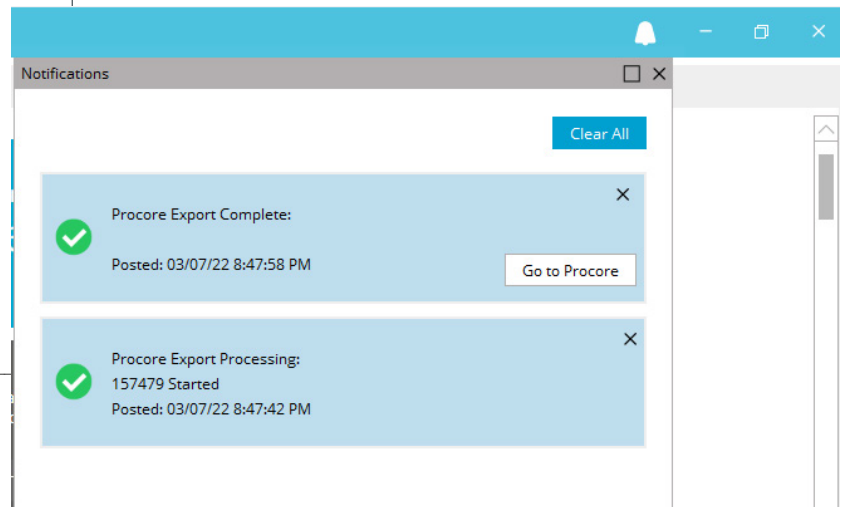 Notifications
Clear All
Procore Export Complete:
Posted: 03/07/22 8:47:58 PM
Go to Procore
Procore Export Processing:
157479 Started
Posted: 03/07/22 8:47:42 PM